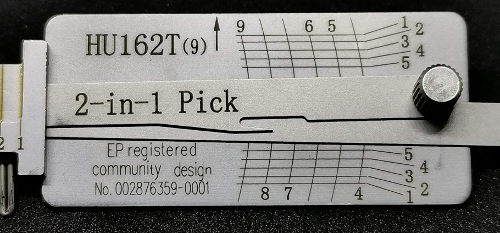 HU162T(9)
9 6 5
1 2
3
4
5
2-in-1 Pick
2 1
EP registered
community design
No. 002876359-0001
5
4
3
2
1
8 7 4